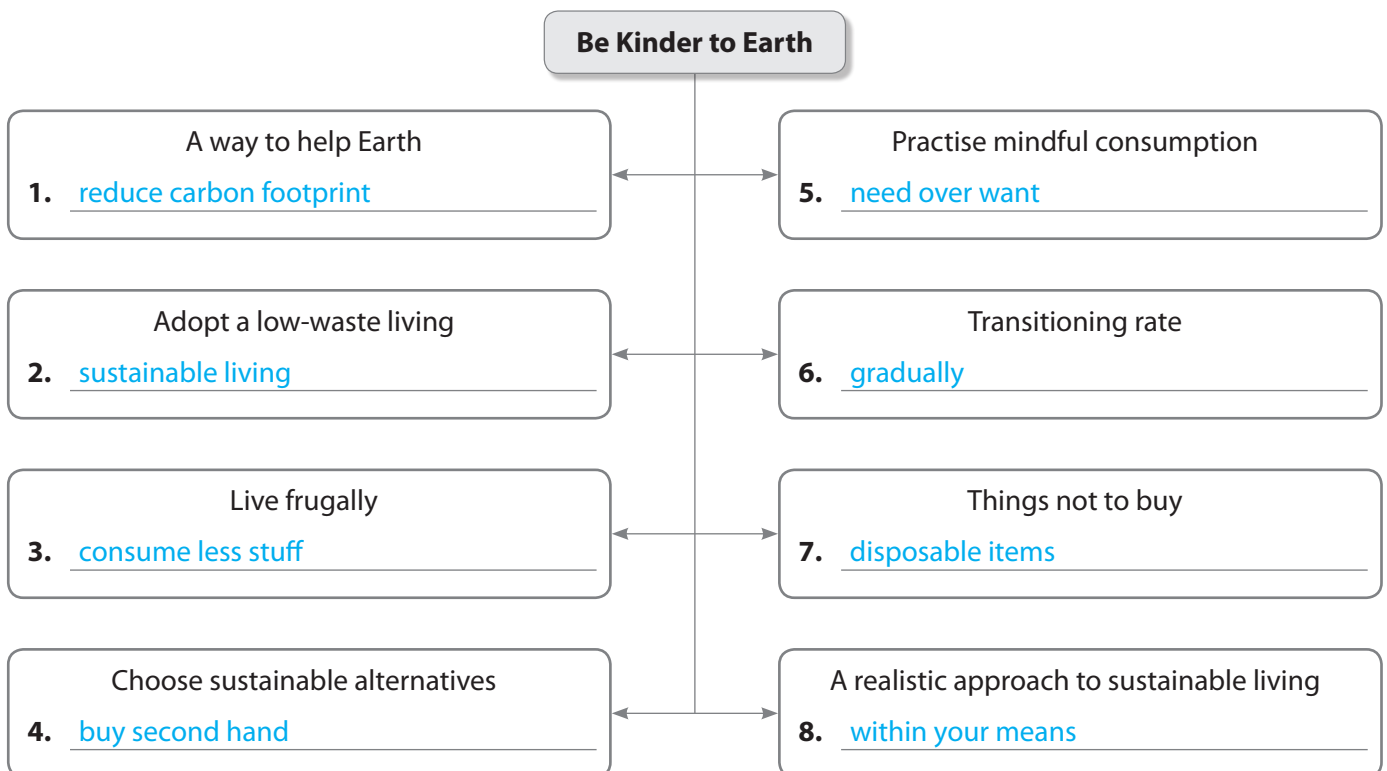 Be Kinder to Earth
A way to help Earth
1. reduce carbon footprint
Adopt a low-waste living
2. sustainable living
Live frugally
3. consume less stuff
Choose sustainable alternatives
4. buy second hand
Practise mindful consumption
5. need over want
Transitioning rate
6. gradually
Things not to buy
7. disposable items
A realistic approach to sustainable living
8. within your means